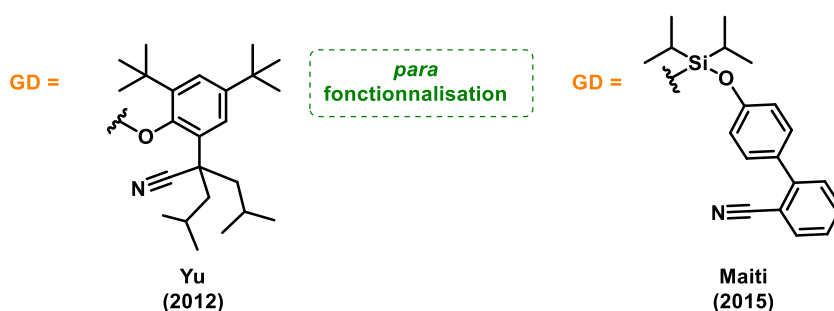 GD =
O
N
Yu
(2012)
para
fonctionnalisation
GD =
Si
O
N
Maiti
(2015)